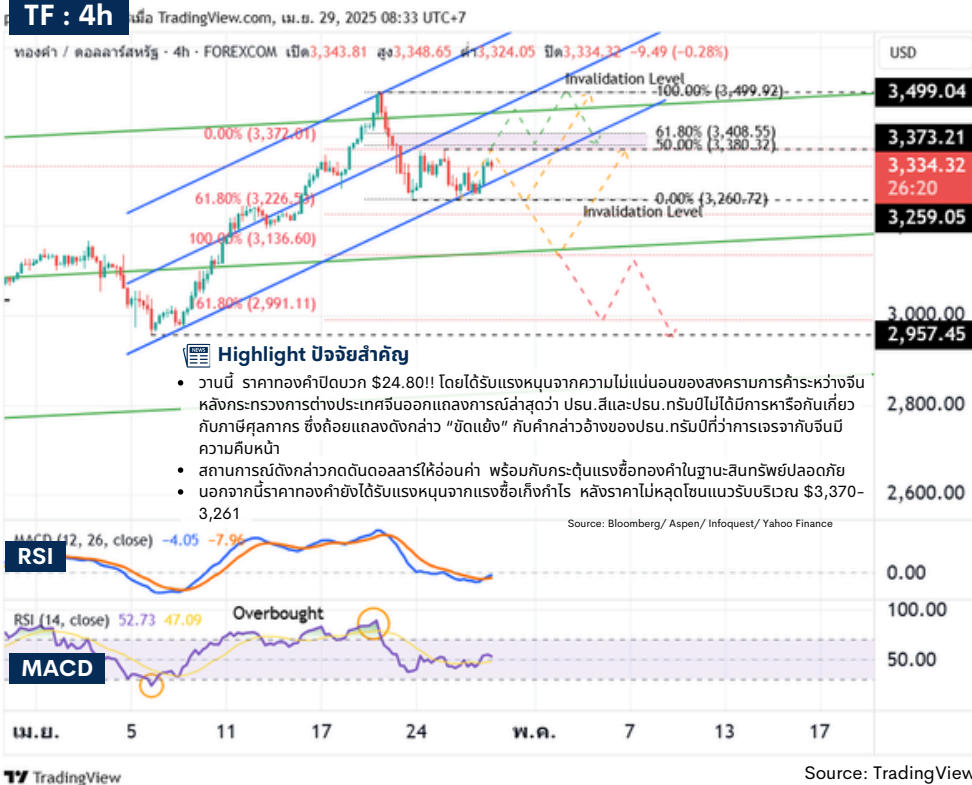 TF : 4h
เมื่อ TradingView.com, เม.ย. 29, 2025 08:33 UTC+7
ทองคำ / ดอลลาร์สหรัฐ · 4h · FOREXCOM เปิด3,343.81 สูง3,348.65 ต่ำ3,324.05 ปิด3,334.32 −9.49 (−0.28%)
USD
Invalidation Level
100.00% (3,499.92)
3,499.04
0.00% (3,372.01)
61.80% (3,408.55)
3,373.21
50.00% (3,380.32)
3,334.32
26:20
61.80% (3,226.53)
0.00% (3,260.72)
3,259.05
Invalidation Level
100.00% (3,136.60)
61.80% (2,991.11)
3,000.00
2,957.45
NEWS
Highlight ปัจจัยสำคัญ
• วานนี้ ราคาทองคำปิดบวก $24.80!! โดยได้รับแรงหนุนจากความไม่แน่นอนของสงครามการค้าระหว่างจีน
หลังกระทรวงการต่างประเทศจีนออกแถลงการณ์ล่าสุดว่า ปธน.สีและปธน.ทรัมป์ไม่ได้มีการหารือกันเกี่ยว
กับภาษีศุลกากร ซึ่งถ้อยแถลงดังกล่าว “ขัดแย้ง” กับคำกล่าวอ้างของปธน.ทรัมป์ที่ว่าการเจรจากับจีนมี
ความคืบหน้า
• สถานการณ์ดังกล่าวกดดันดอลลาร์ให้อ่อนค่า พร้อมกับกระตุ้นแรงซื้อทองคำในฐานะสินทรัพย์ปลอดภัย
• นอกจากนี้ราคาทองคำยังได้รับแรงหนุนจากแรงซื้อเก็งกำไร หลังราคาไม่หลุดโซนแนวรับบริเวณ $3,370-
3,261
2,800.00
2,600.00
Source: Bloomberg/ Aspen/ Infoquest/ Yahoo Finance
MACD (12, 26, close) −4.05 −7.96
RSI
0.00
RSI (14, close) 52.73 47.09
Overbought
100.00
MACD
50.00
เม.ย. 5 11 17 24 พ.ค. 7 13 17
TradingView
Source: TradingView